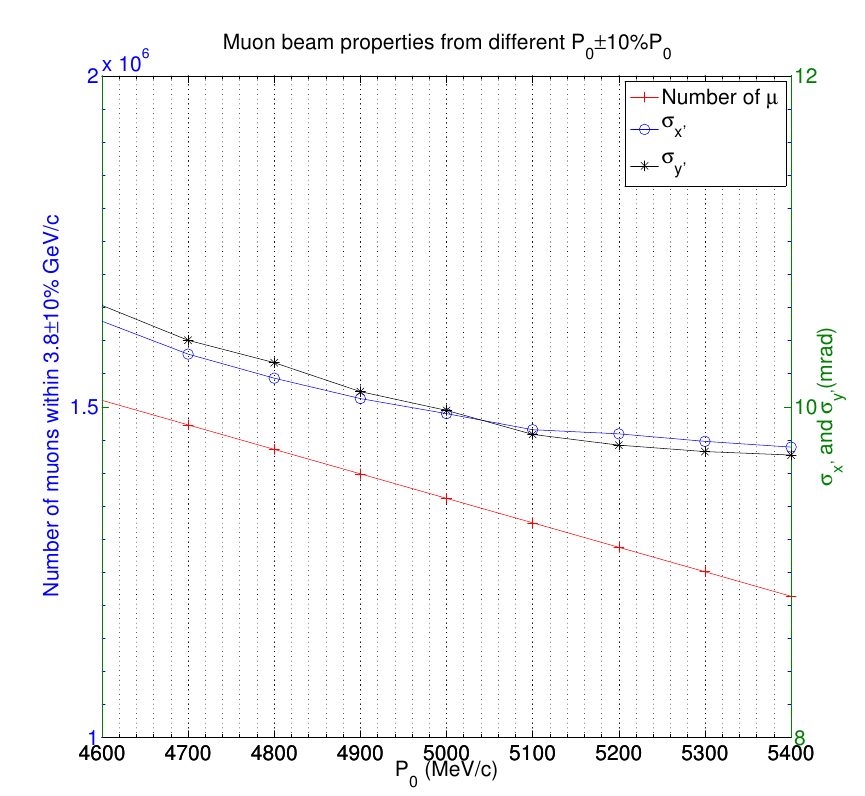 Muon beam properties from different P0±10%P0
x 10^6
2
1.5
1
Number of muons within 3.8±10% GeV/c
12
10
8
σx' and σy'(mrad)
Number of μ
σx'
σy'
4600 4700 4800 4900 5000 5100 5200 5300 5400
P0 (MeV/c)